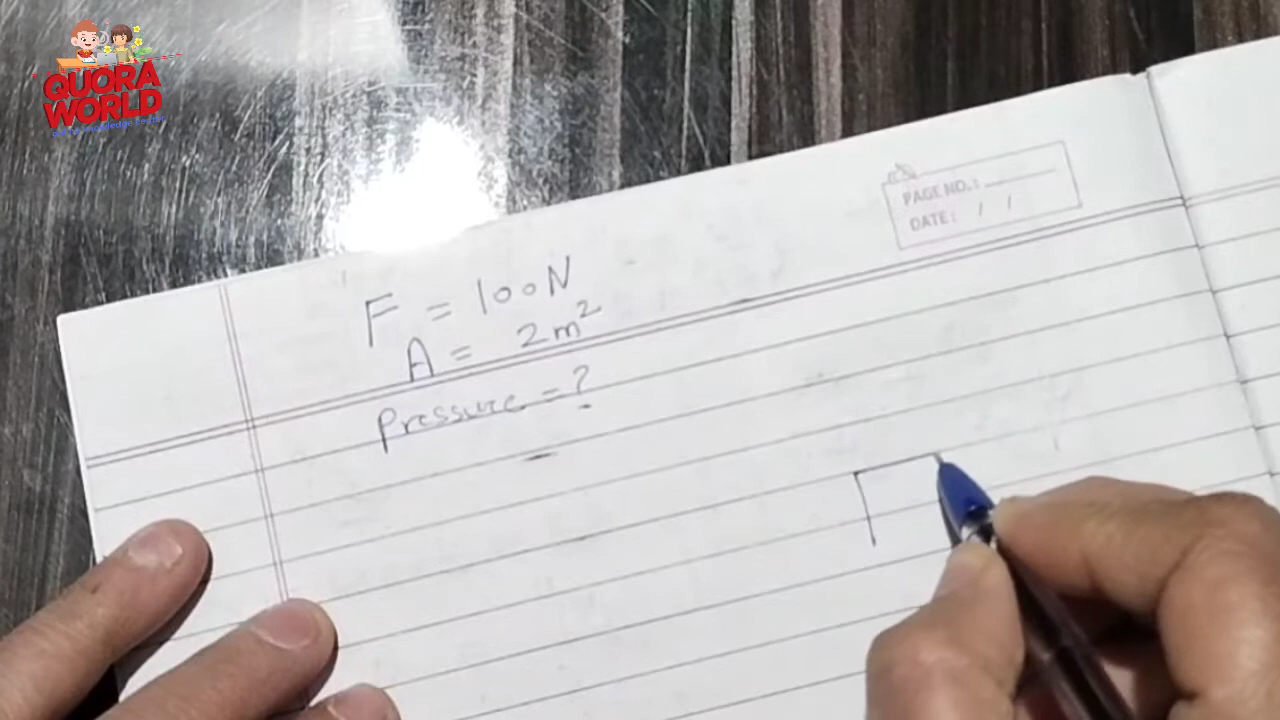 QUORA
WORLD
PAGE NO.:
DATE: / /
F = 100N
A = 2m²
Pressure = ?